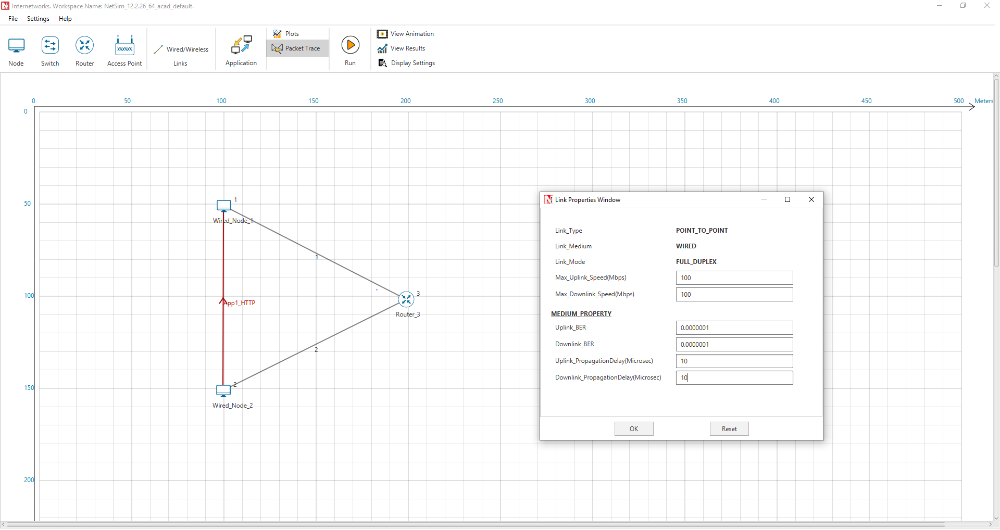 Internetworks. Workspace Name: NetSim_12.2.26_64_acad_default.
File Settings Help
Node
Switch
Router
Access Point
Wired/Wireless
Links
Application
Plots
Packet Trace
Run
View Animation
View Results
Display Settings
0 50 100 150 200 250 300 350 400 450 500 Meters
0
50
100
150
200
1
Wired_Node_1
1
App1_HTTP
3
Router_3
2
2
Wired_Node_2
Link Properties Window
Link_Type POINT_TO_POINT
Link_Medium WIRED
Link_Mode FULL_DUPLEX
Max_Uplink_Speed(Mbps) 100
Max_Downlink_Speed(Mbps) 100
MEDIUM_PROPERTY
Uplink_BER 0.0000001
Downlink_BER 0.0000001
Uplink_PropagationDelay(Microsec) 10
Downlink_PropagationDelay(Microsec) 10
OK Reset